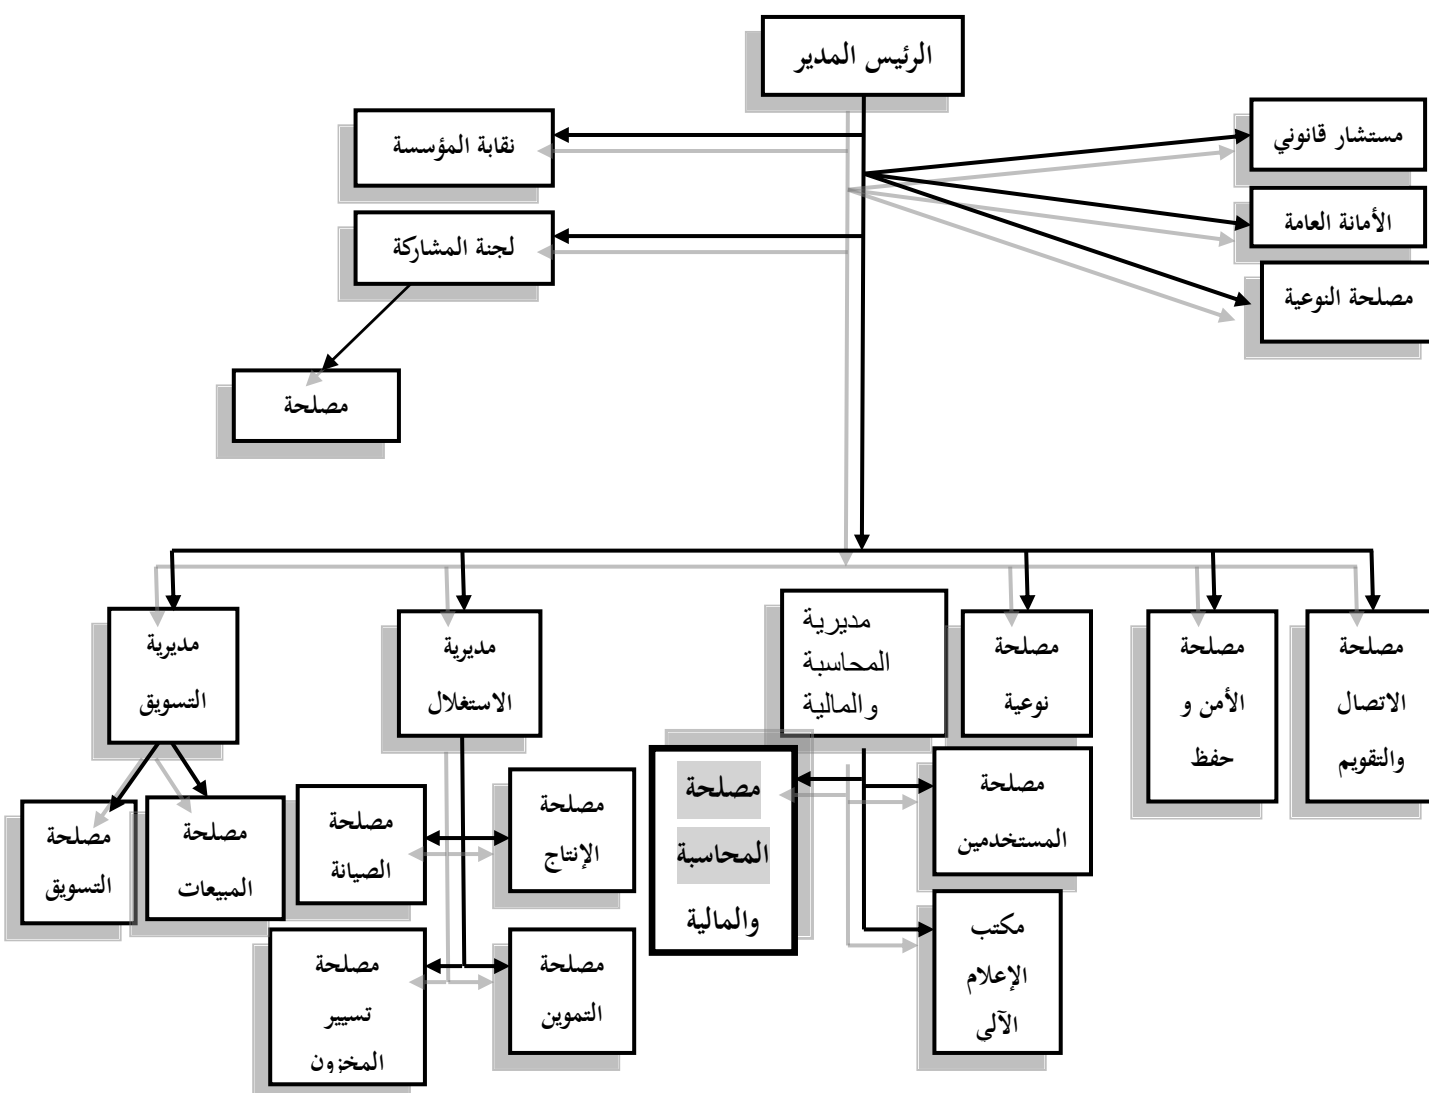 الرئيس المدير
مستشار قانوني
نقابة المؤسسة
الأمانة العامة
لجنة المشاركة
مصلحة النوعية
مصلحة
مصلحة
الاتصال
والتقويم
مصلحة
الأمن و
حفظ
مصلحة
نوعية
مديرية
المحاسبة
والمالية
مديرية
الاستغلال
مديرية
التسويق
مصلحة
المستخدمين
مصلحة
المحاسبة
والمالية
مصلحة
الإنتاج
مصلحة
الصيانة
مصلحة
المبيعات
مصلحة
التسويق
مكتب
الإعلام
الآلي
مصلحة
التموين
مصلحة
تسيير
المخزون